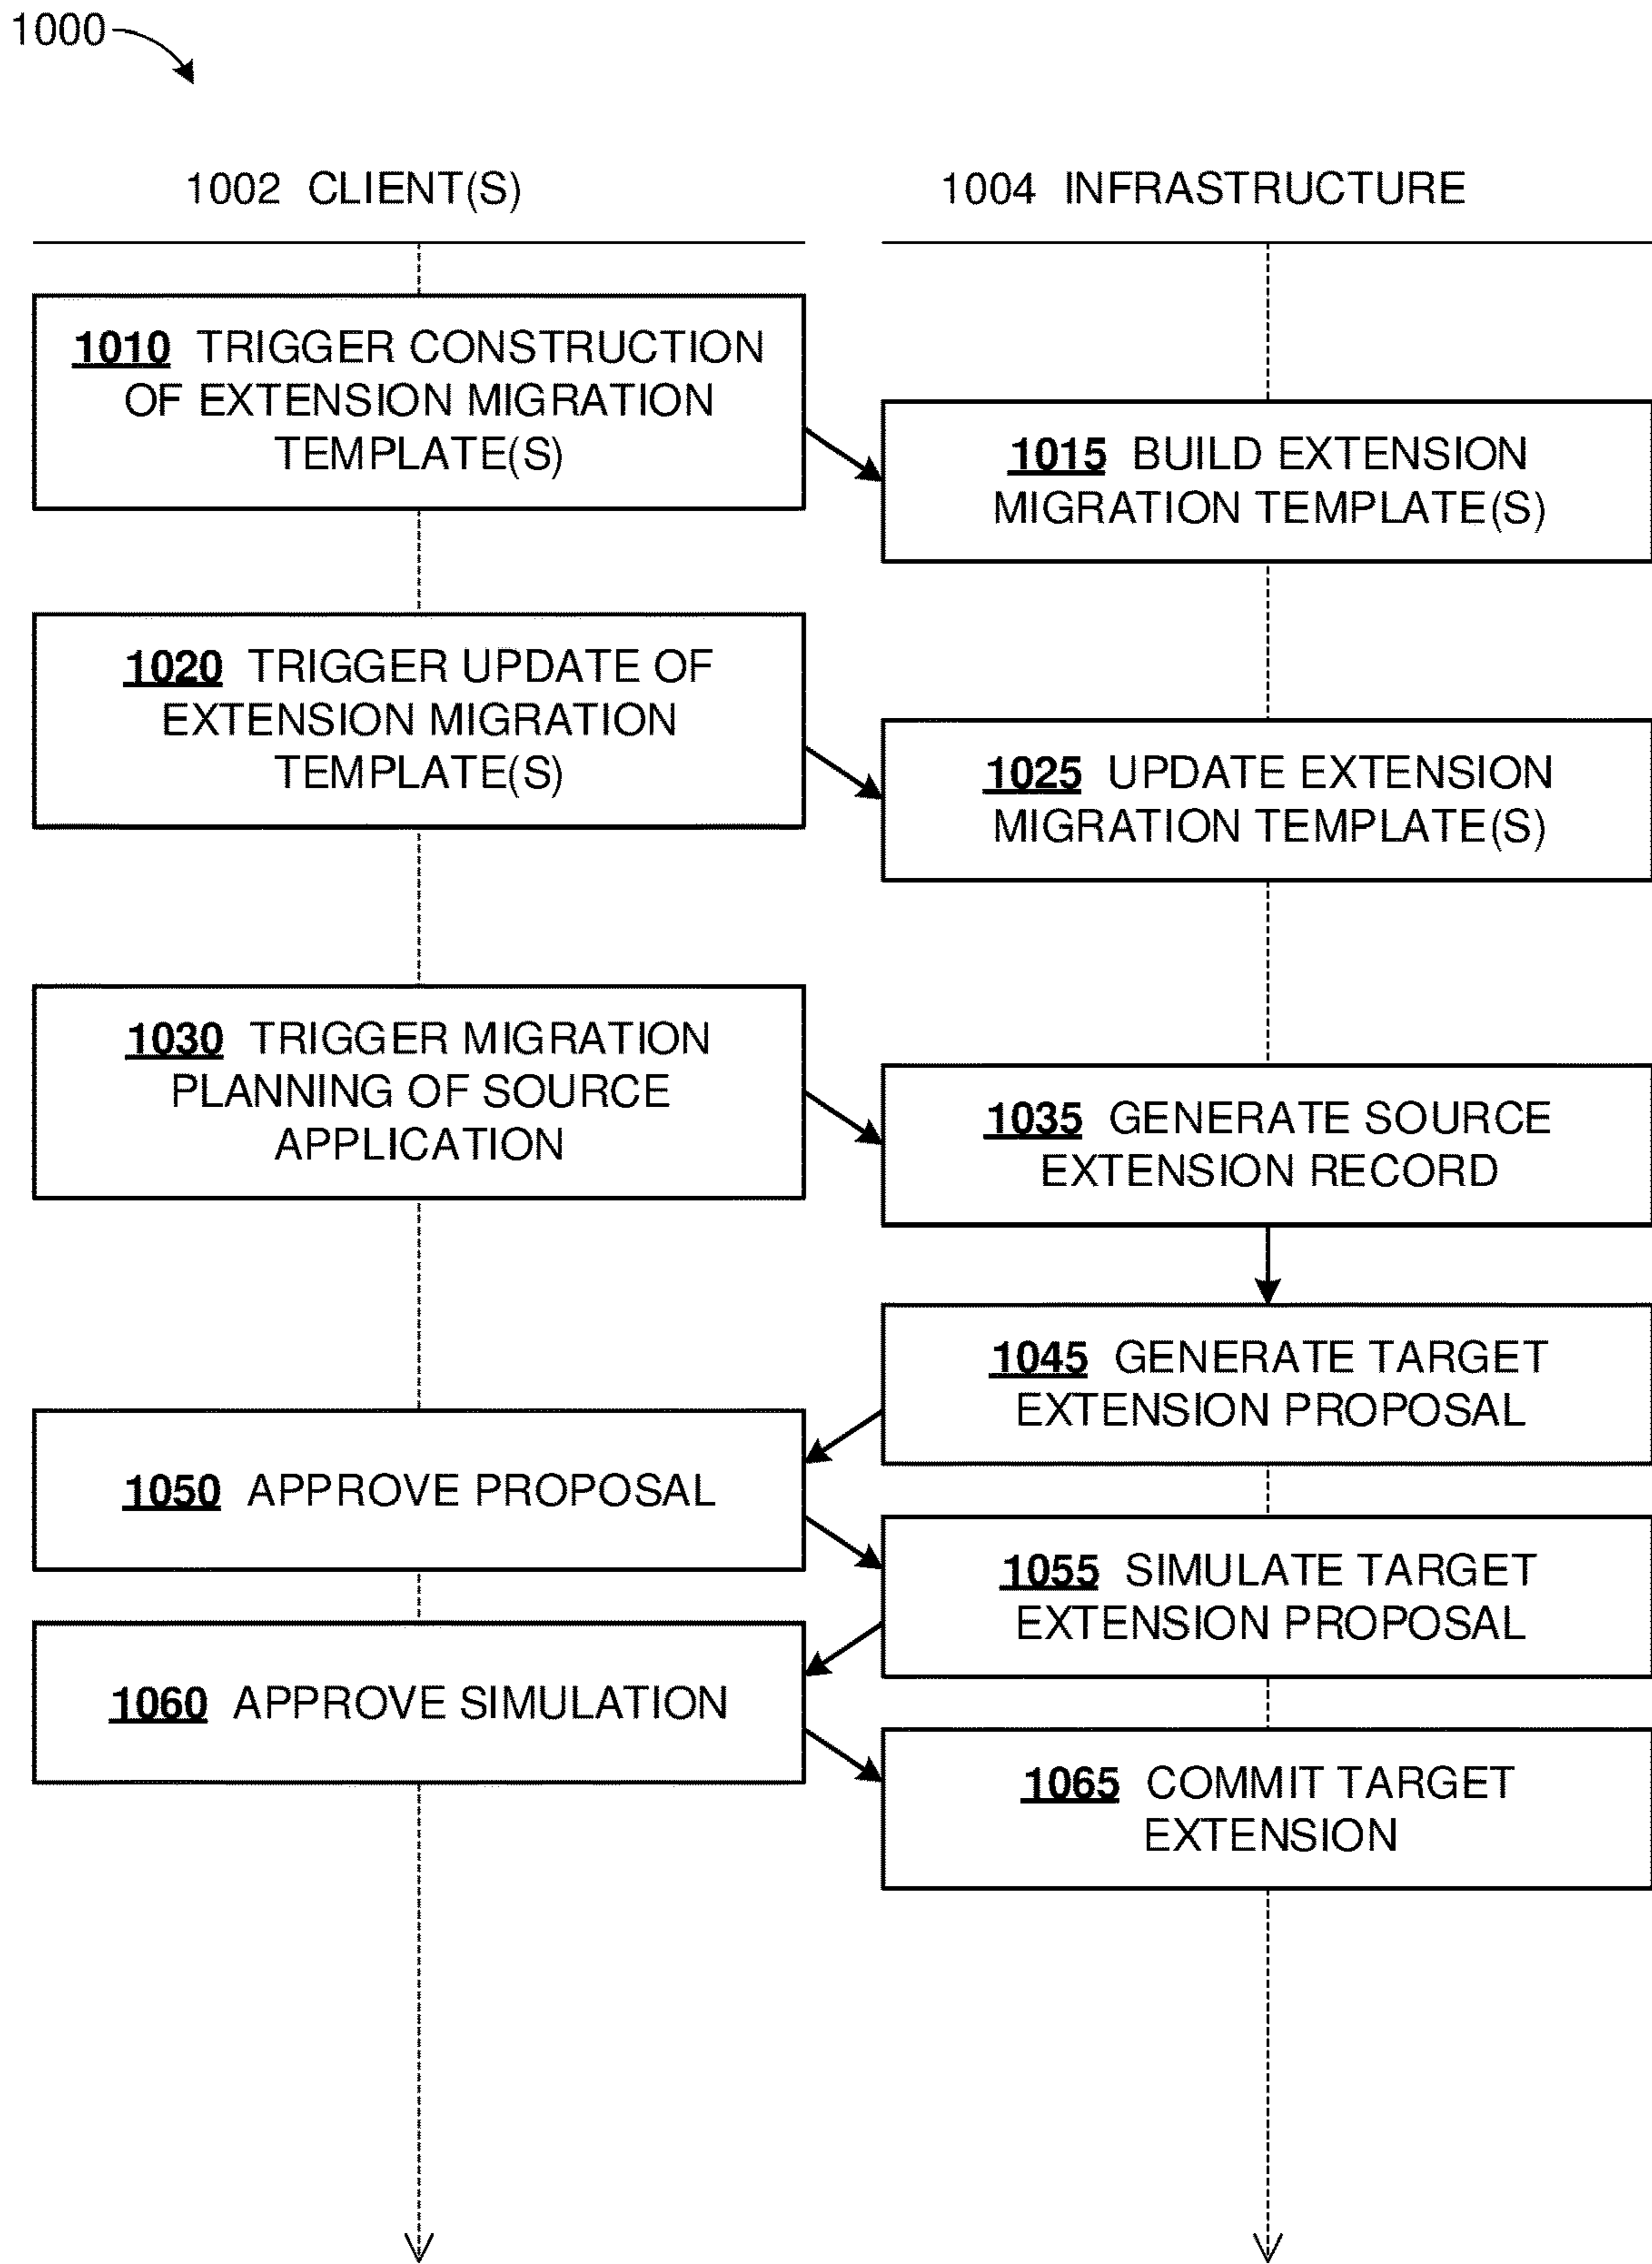 1000
1002 CLIENT(S)
1004 INFRASTRUCTURE
1010 TRIGGER CONSTRUCTION
OF EXTENSION MIGRATION
TEMPLATE(S)
1015 BUILD EXTENSION
MIGRATION TEMPLATE(S)
1020 TRIGGER UPDATE OF
EXTENSION MIGRATION
TEMPLATE(S)
1025 UPDATE EXTENSION
MIGRATION TEMPLATE(S)
1030 TRIGGER MIGRATION
PLANNING OF SOURCE
APPLICATION
1035 GENERATE SOURCE
EXTENSION RECORD
1045 GENERATE TARGET
EXTENSION PROPOSAL
1050 APPROVE PROPOSAL
1055 SIMULATE TARGET
EXTENSION PROPOSAL
1060 APPROVE SIMULATION
1065 COMMIT TARGET
EXTENSION